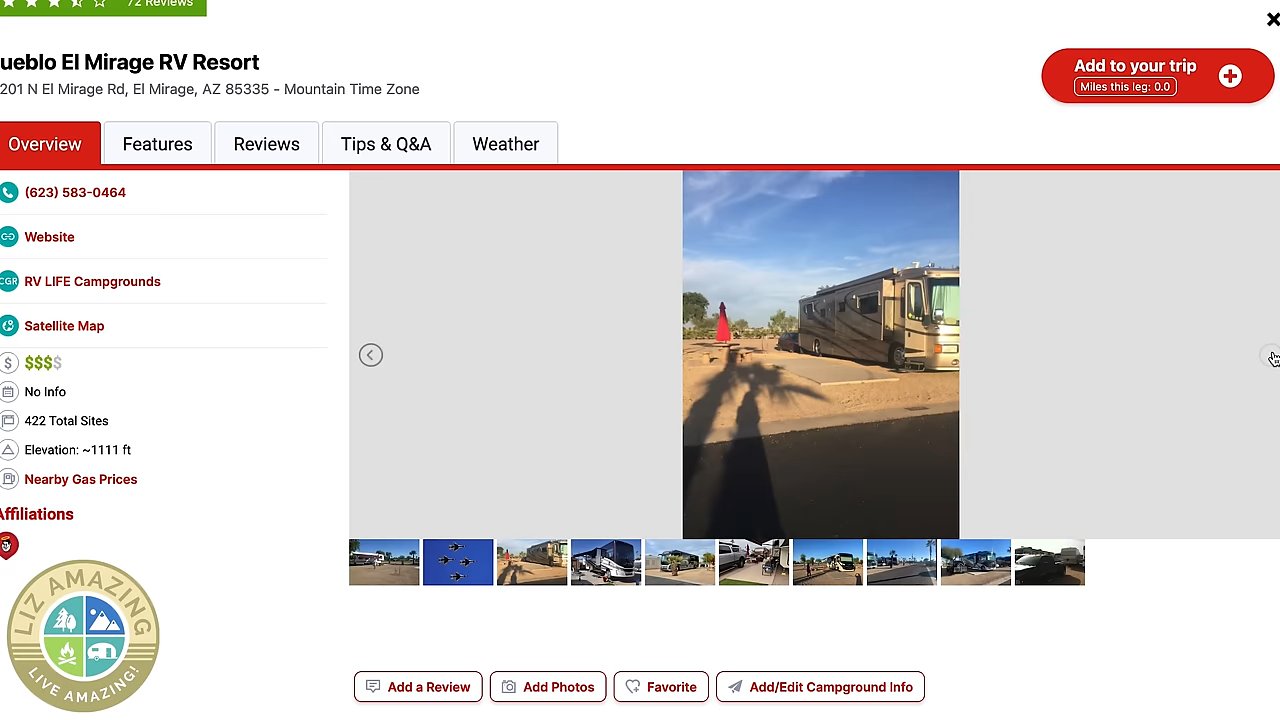 72 Reviews
ueblo El Mirage RV Resort
201 N El Mirage Rd, El Mirage, AZ 85335 - Mountain Time Zone
Add to your trip
Miles this leg: 0.0
Overview
Features
Reviews
Tips & Q&A
Weather
(623) 583-0464
Website
CGR
RV LIFE Campgrounds
Satellite Map
$ $$$$
No Info
422 Total Sites
Elevation: ~1111 ft
Nearby Gas Prices
Affiliations
LIZ AMAZING
LIVE AMAZING!
Add a Review
Add Photos
Favorite
Add/Edit Campground Info